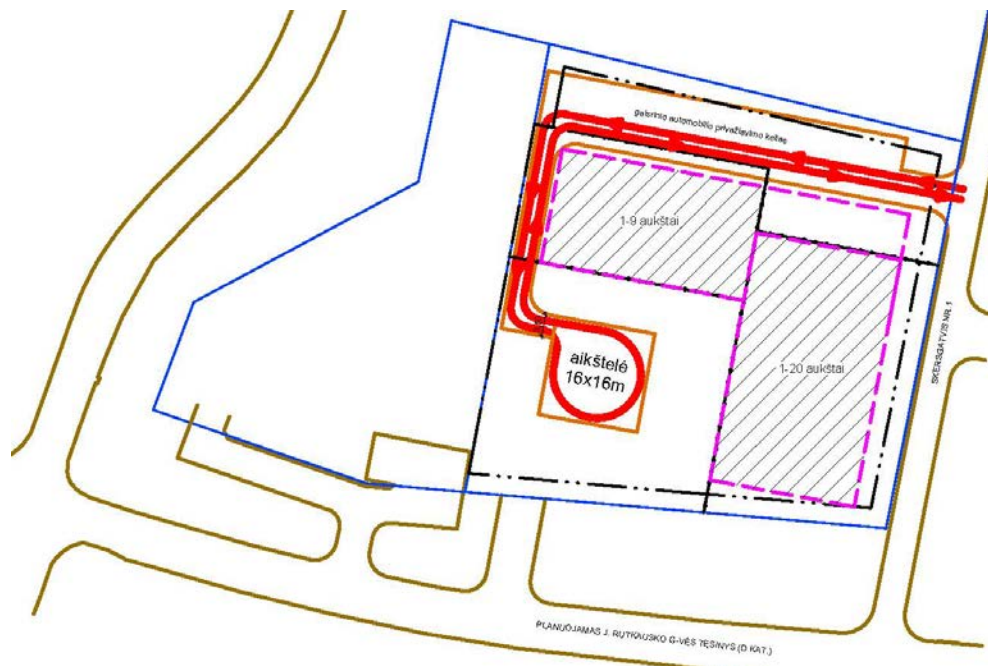 gaisrinio automobilio privažiavimo kelias
1-9 aukštai
1-20 aukštai
aikštelė
16x16m
SKERSGATVIS NR.1
PLANUOJAMAS J. RUTKAUSKO G-VĖS TĘSINYS (D KAT.)